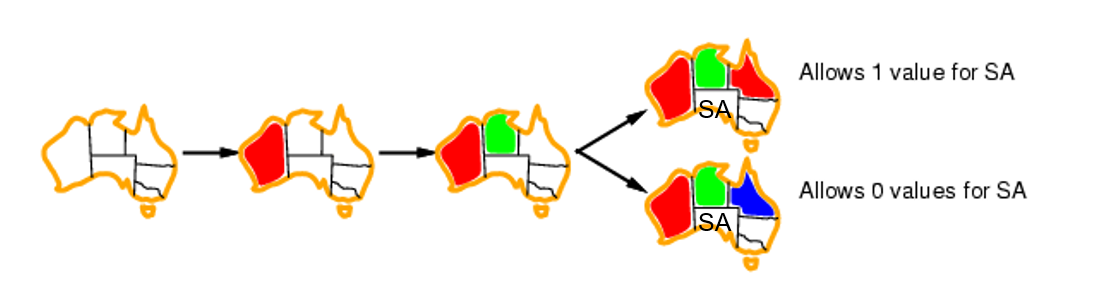 Allows 1 value for SA
SA
Allows 0 values for SA
SA